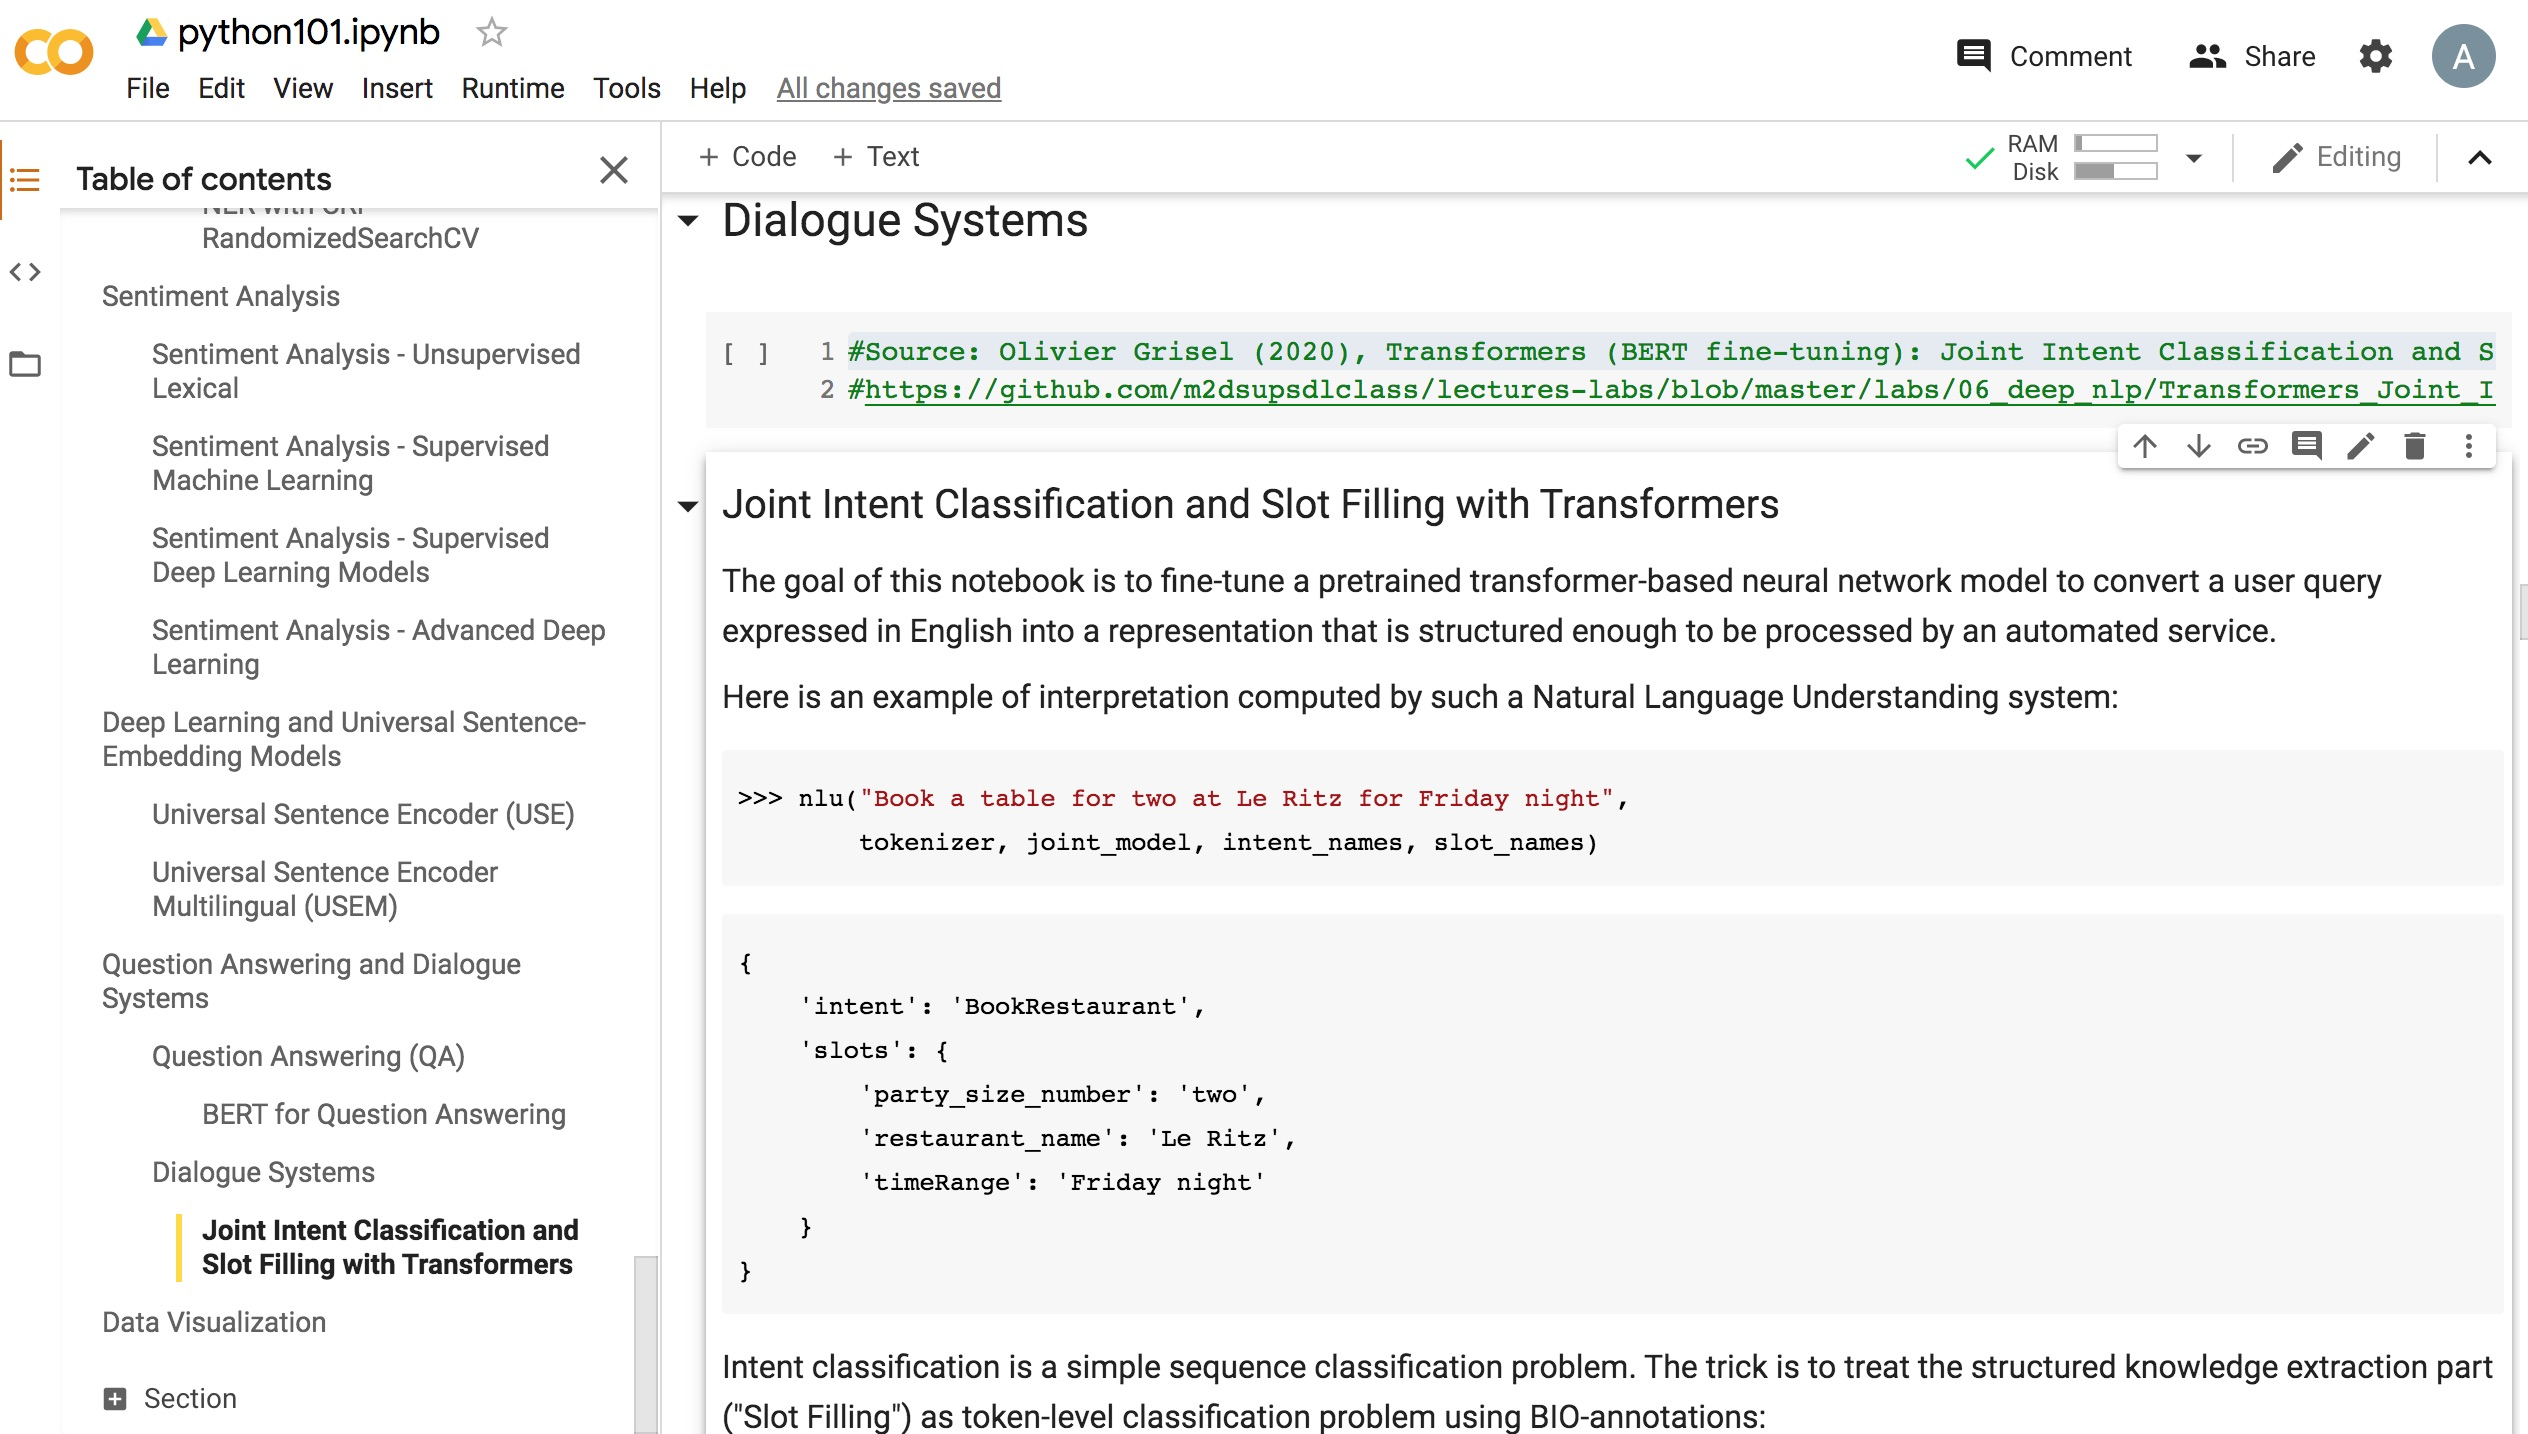 python101.ipynb
File Edit View Insert Runtime Tools Help All changes saved
Comment Share A
Table of contents
NER with CRF
RandomizedSearchCV
Sentiment Analysis
Sentiment Analysis - Unsupervised
Lexical
Sentiment Analysis - Supervised
Machine Learning
Sentiment Analysis - Supervised
Deep Learning Models
Sentiment Analysis - Advanced Deep
Learning
Deep Learning and Universal Sentence-
Embedding Models
Universal Sentence Encoder (USE)
Universal Sentence Encoder
Multilingual (USEM)
Question Answering and Dialogue
Systems
Question Answering (QA)
BERT for Question Answering
Dialogue Systems
Joint Intent Classification and
Slot Filling with Transformers
Data Visualization
Section
+ Code + Text
RAM
Disk
Editing
Dialogue Systems
[ ] 1 #Source: Olivier Grisel (2020), Transformers (BERT fine-tuning): Joint Intent Classification and S
2 #https://github.com/m2dsupsdlclass/lectures-labs/blob/master/labs/06_deep_nlp/Transformers_Joint_I
Joint Intent Classification and Slot Filling with Transformers
The goal of this notebook is to fine-tune a pretrained transformer-based neural network model to convert a user query
expressed in English into a representation that is structured enough to be processed by an automated service.
Here is an example of interpretation computed by such a Natural Language Understanding system:
>>> nlu("Book a table for two at Le Ritz for Friday night",
tokenizer, joint_model, intent_names, slot_names)
{
'intent': 'BookRestaurant',
'slots': {
'party_size_number': 'two',
'restaurant_name': 'Le Ritz',
'timeRange': 'Friday night'
}
}
Intent classification is a simple sequence classification problem. The trick is to treat the structured knowledge extraction part
("Slot Filling") as token-level classification problem using BIO-annotations: